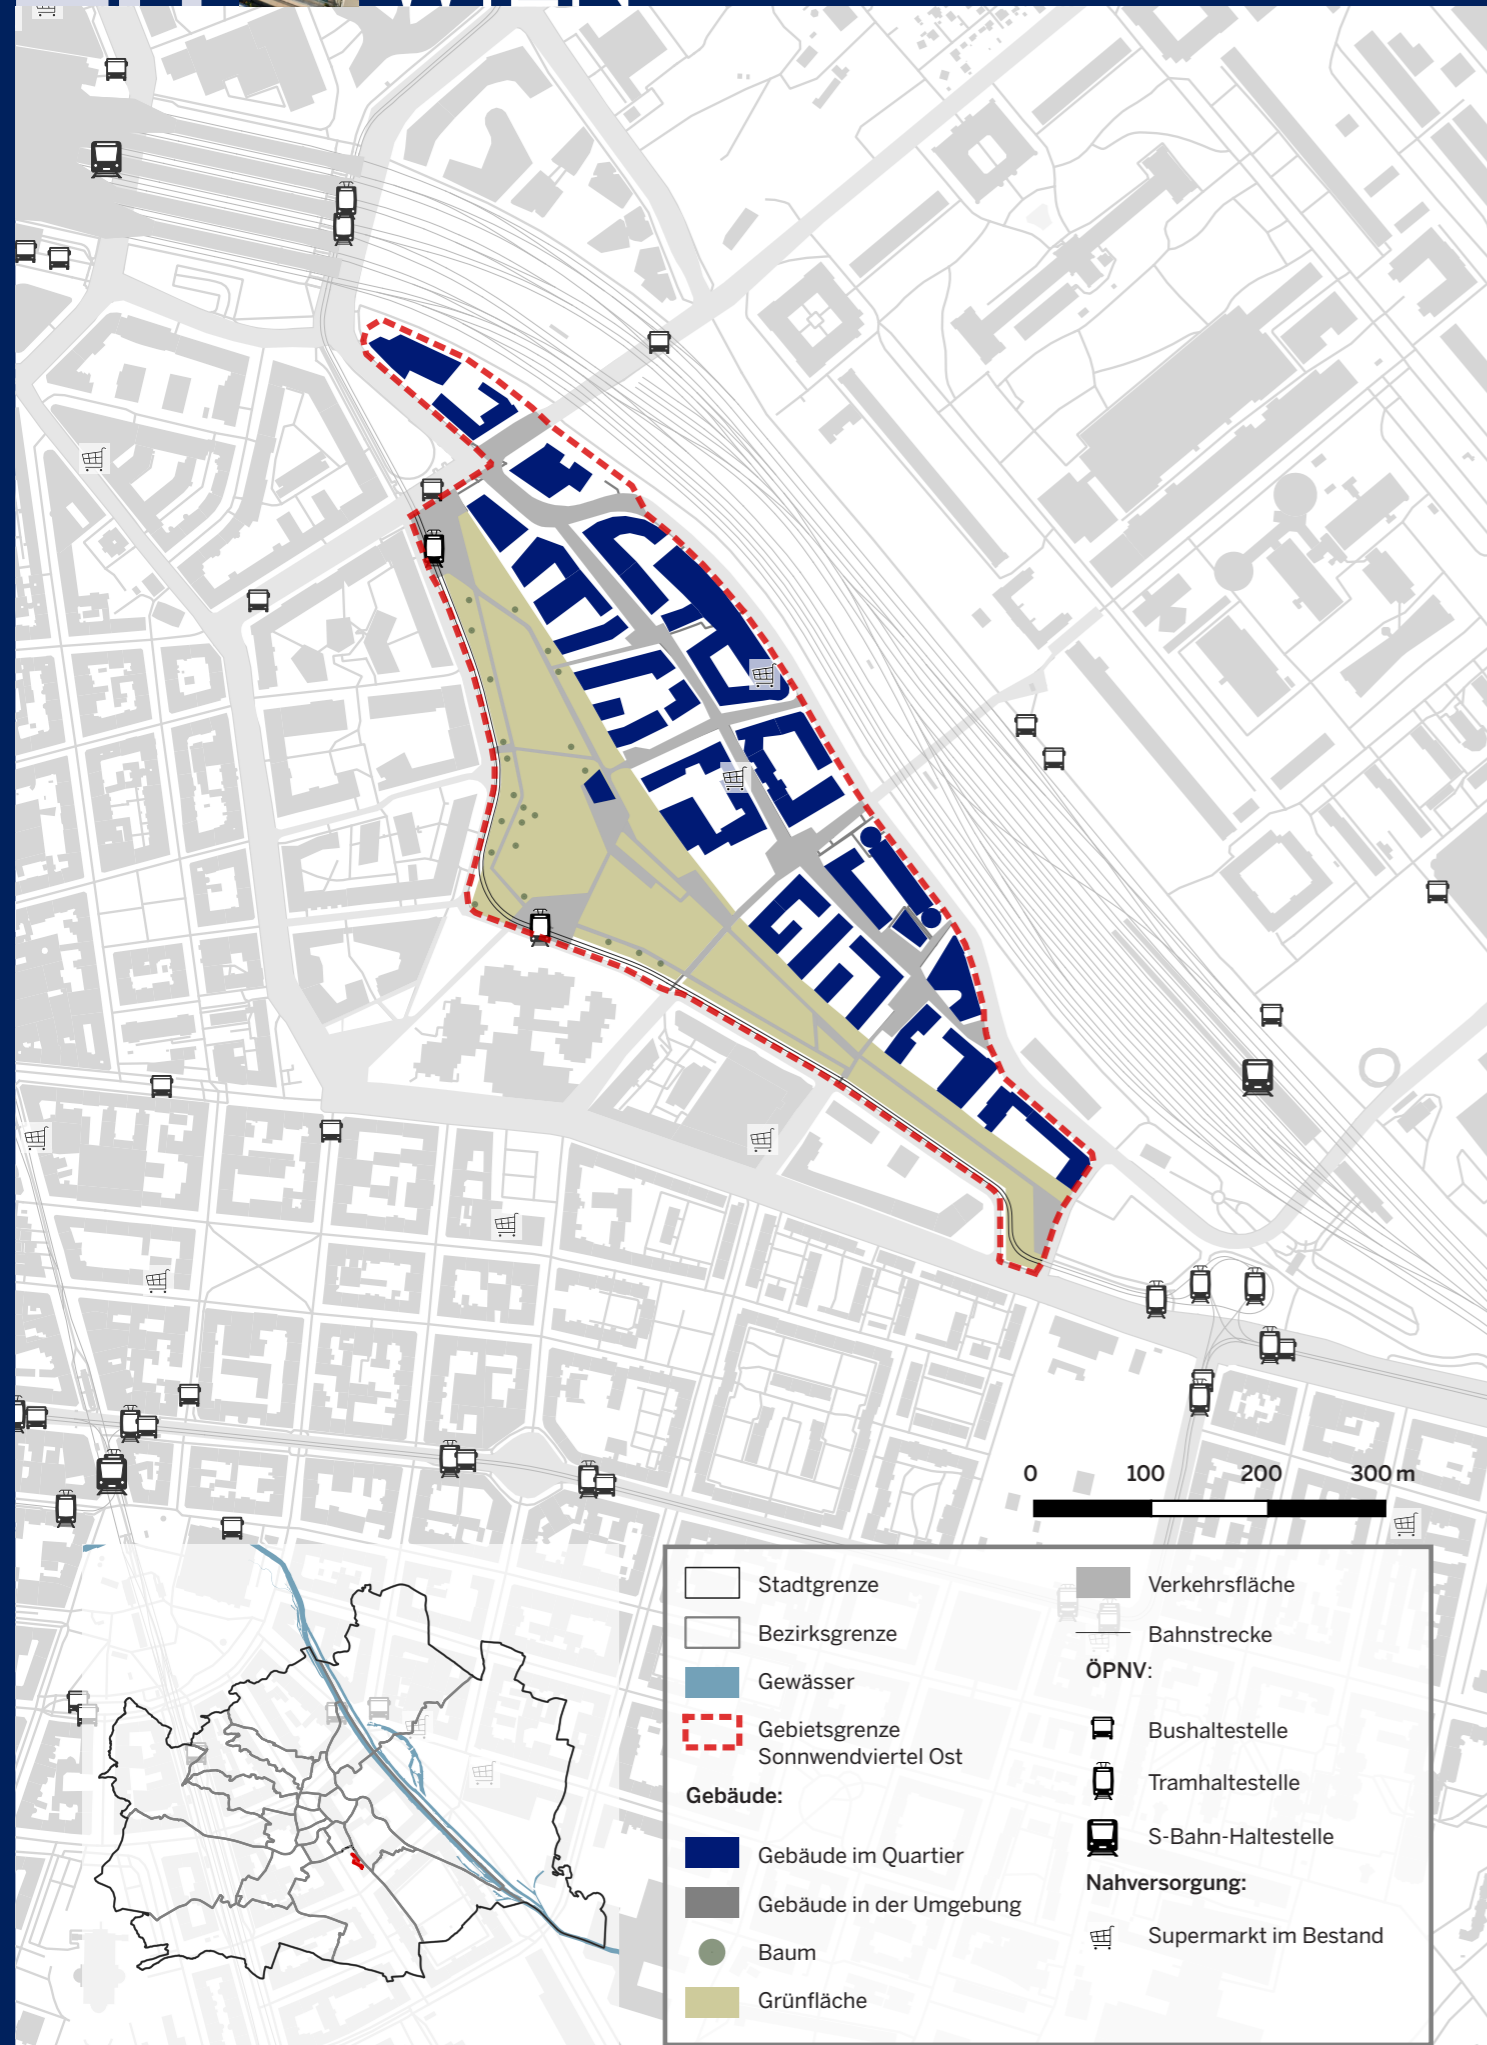 0 100 200 300 m
Stadtgrenze
Bezirksgrenze
Gewässer
Gebietsgrenze
Sonnwendviertel Ost
Gebäude:
Gebäude im Quartier
Gebäude in der Umgebung
Baum
Grünfläche
Verkehrsfläche
Bahnstrecke
ÖPNV:
Bushaltestelle
Tramhaltestelle
S-Bahn-Haltestelle
Nahversorgung:
Supermarkt im Bestand